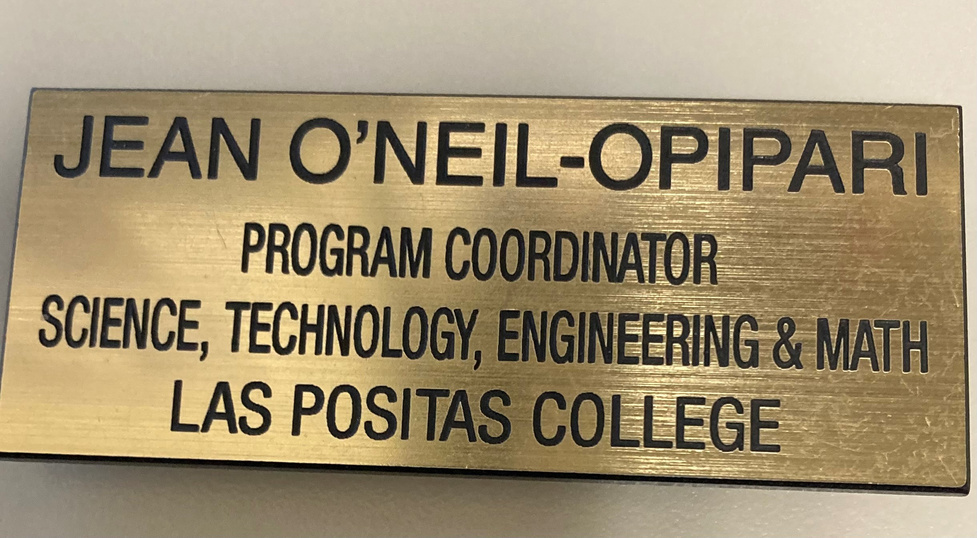 JEAN O'NEIL-OPIPARI
PROGRAM COORDINATOR
SCIENCE, TECHNOLOGY, ENGINEERING & MATH
LAS POSITAS COLLEGE